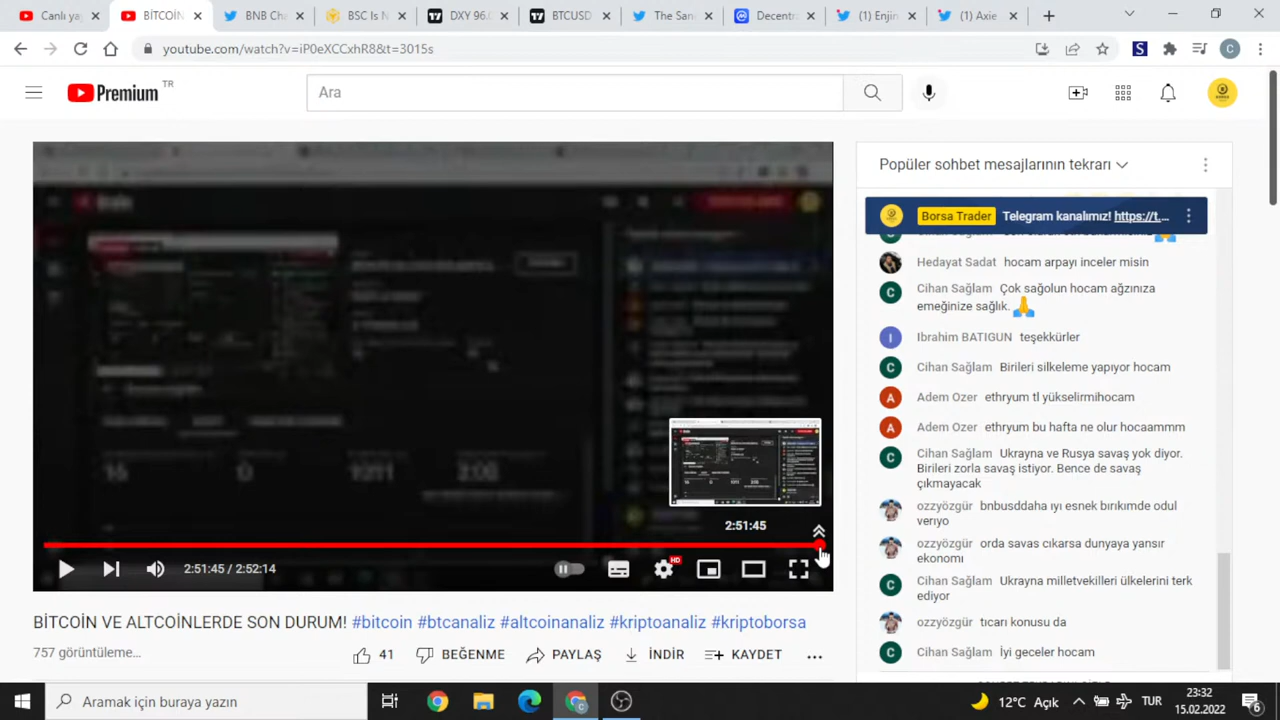 Canlı ya
BİTCOİN
BNB Cha
BSC Is N
DXY 96.0
BTCUSD
The San
Decentra
(1) Enjin
(1) Axie
youtube.com/watch?v=iP0eXCCxhR8&t=3015s
S
C
Premium TR
Ara
Popüler sohbet mesajlarının tekrarı
Borsa Trader Telegram kanalımız! https://t...
Hedayat Sadat hocam arpayı inceler misin
C Cihan Sağlam Çok sağolun hocam ağzınıza
emeğinize sağlık.
I Ibrahim BATIGUN teşekkürler
C Cihan Sağlam Birileri silkeleme yapıyor hocam
A Adem Ozer ethryum tl yükselirmihocam
A Adem Ozer ethryum bu hafta ne olur hocaammm
C Cihan Sağlam Ukrayna ve Rusya savaş yok diyor.
Birileri zorla savaş istiyor. Bence de savaş
çıkmayacak
ozzyözgür bnbusddaha ıyı esnek bırıkımde odul
verıyo
ozzyözgür orda savas cıkarsa dunyaya yansır
ekonomı
C Cihan Sağlam Ukrayna milletvekilleri ülkelerini terk
ediyor
ozzyözgür tıcarı konusu da
C Cihan Sağlam İyi geceler hocam
2:51:45
2:51:45 / 2:52:14
HD
BİTCOİN VE ALTCOİNLERDE SON DURUM! #bitcoin #btcanaliz #altcoinanaliz #kriptoanaliz #kriptoborsa
757 görüntüleme...
41
BEĞENME
PAYLAŞ
İNDİR
KAYDET
Aramak için buraya yazın
12°C Açık
TUR
23:32
15.02.2022
6